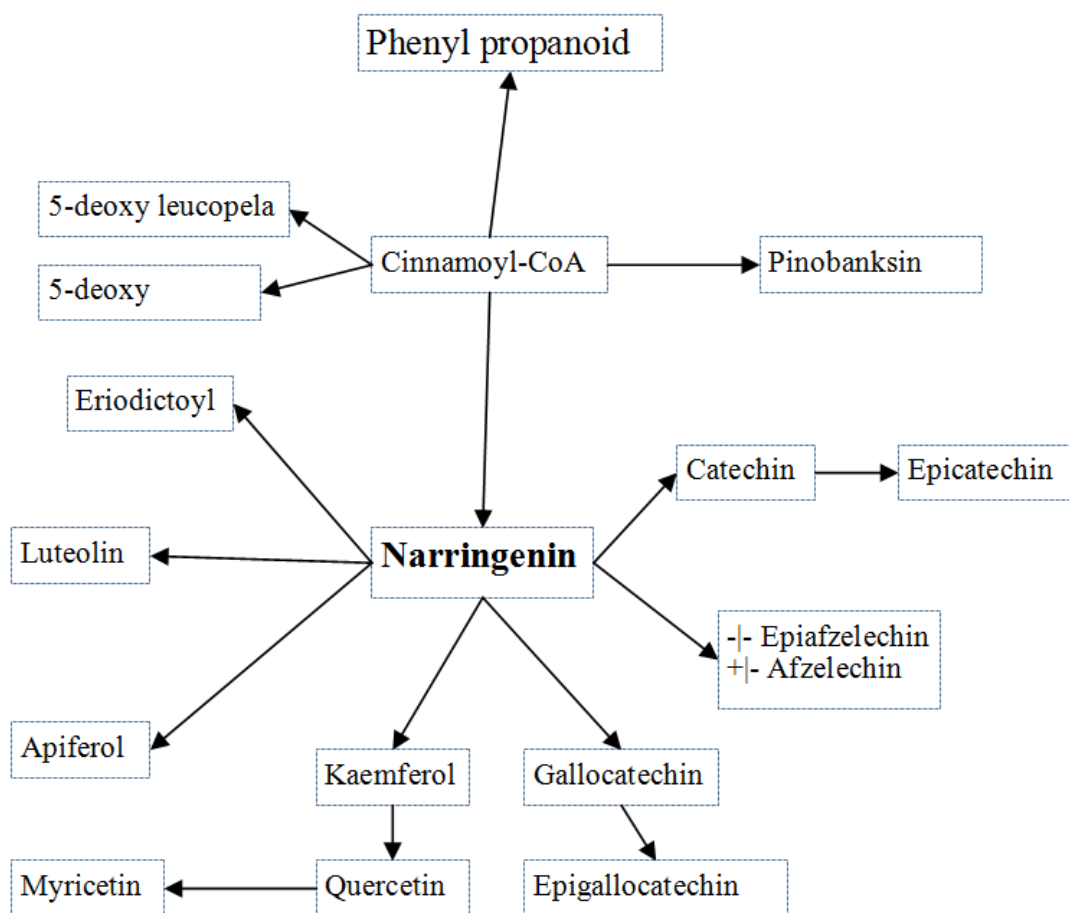 Phenyl propanoid
5-deoxy leucopela
Cinnamoyl-CoA
Pinobanksin
5-deoxy
Eriodictoyl
Catechin
Epicatechin
Luteolin
Narringenin
-|- Epiafzelechin
+|- Afzelechin
Apiferol
Kaemferol
Gallocatechin
Myricetin
Quercetin
Epigallocatechin